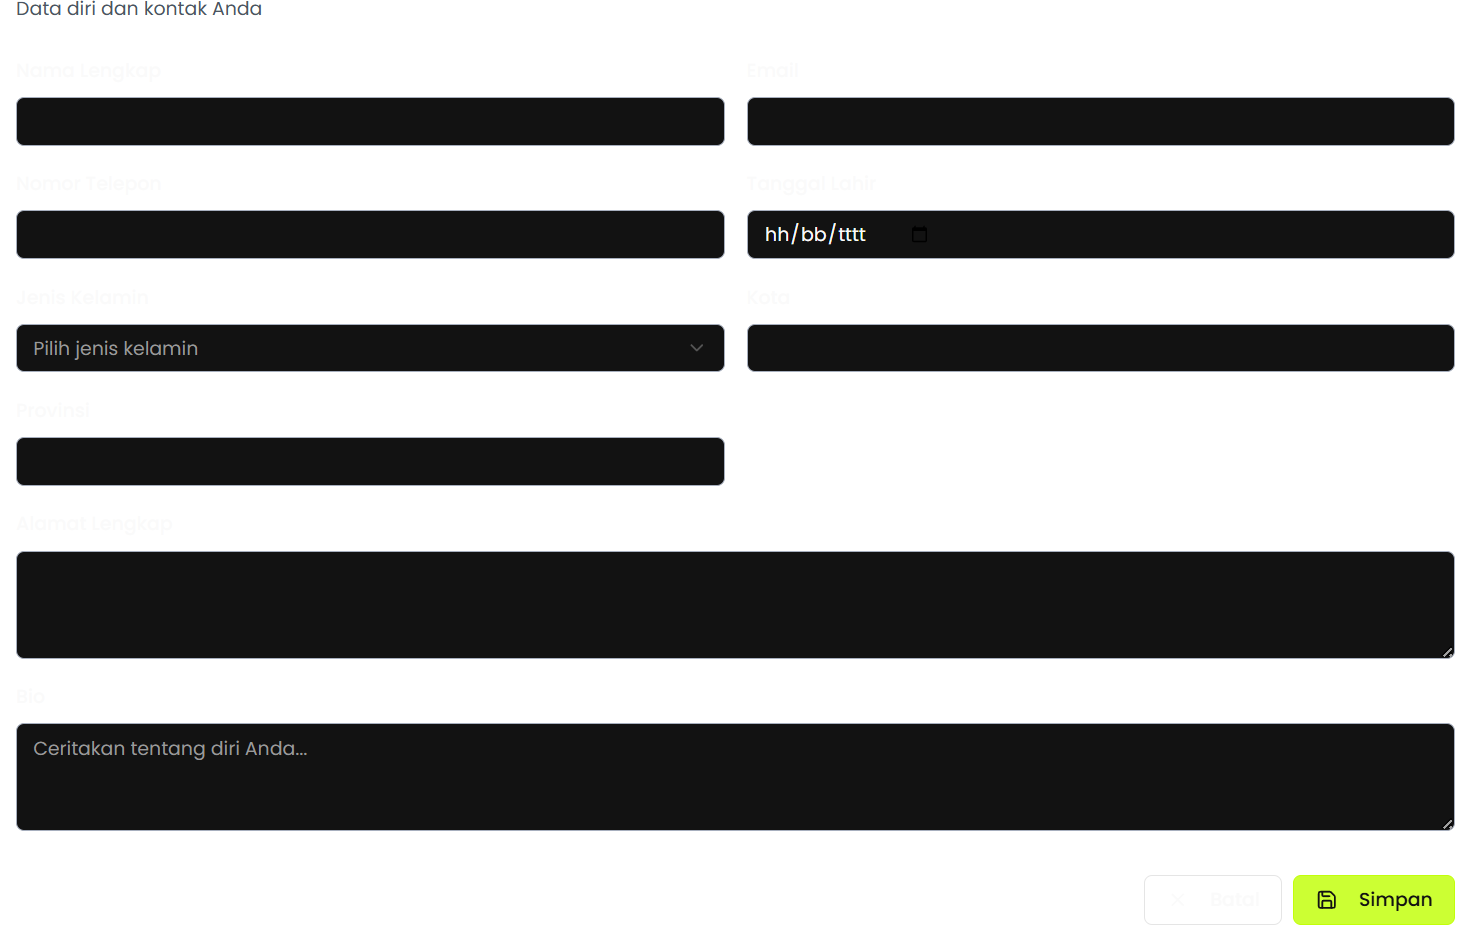 Data diri dan kontak Anda
Nama Lengkap
Email
Nomor Telepon
Tanggal Lahir
hh/bb/tttt
Jenis Kelamin
Kota
Pilih jenis kelamin
Provinsi
Alamat Lengkap
Bio
Ceritakan tentang diri Anda...
Batal
Simpan